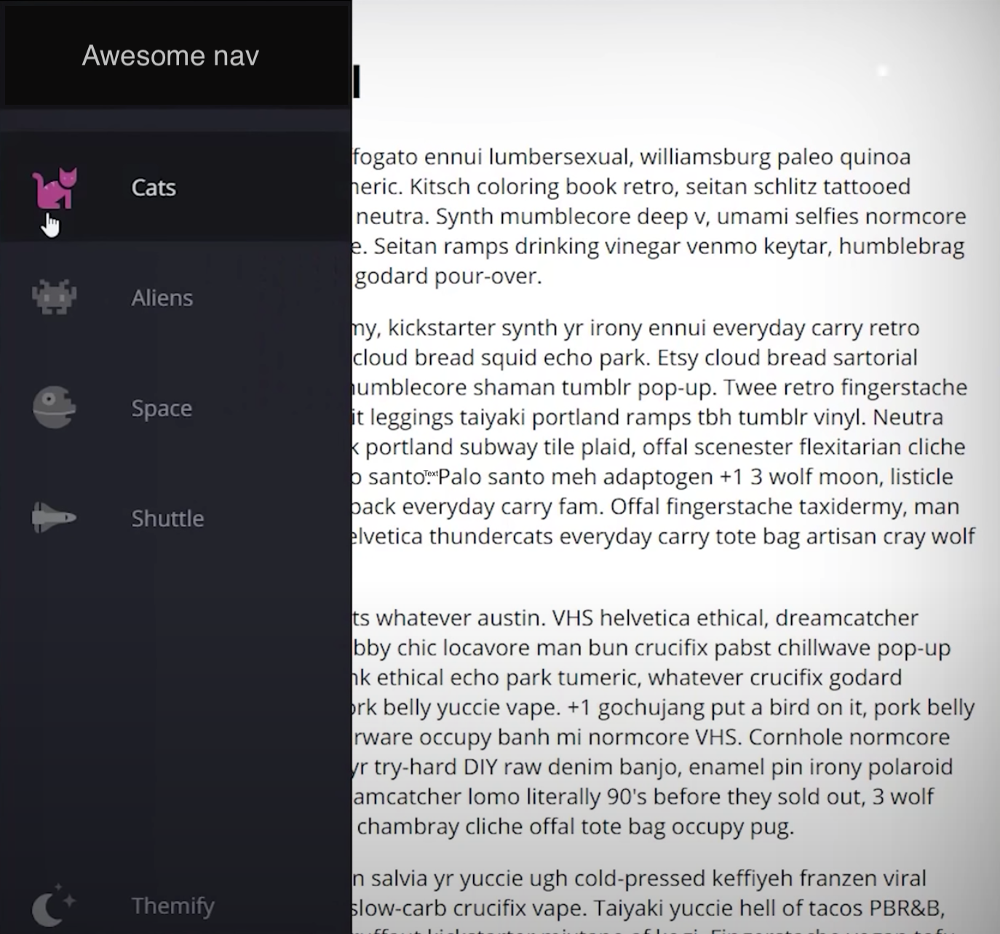 Awesome nav
Cats
Aliens
Space
Shuttle
Themify
fogato ennui lumbersexual, williamsburg paleo quinoa
neric. Kitsch coloring book retro, seitan schlitz tattooed
neutra. Synth mumblecore deep v, umami selfies normcore
e. Seitan ramps drinking vinegar venmo keytar, humblebrag
godard pour-over.
my, kickstarter synth yr irony ennui everyday carry retro
cloud bread squid echo park. Etsy cloud bread sartorial
numblecore shaman tumblr pop-up. Twee retro fingerstache
it leggings taiyaki portland ramps tbh tumblr vinyl. Neutra
k portland subway tile plaid, offal scenester flexitarian cliche
o santo. Text Palo santo meh adaptogen +1 3 wolf moon, listicle
back everyday carry fam. Offal fingerstache taxidermy, man
elvetica thundercats everyday carry tote bag artisan cray wolf
ts whatever austin. VHS helvetica ethical, dreamcatcher
bby chic locavore man bun crucifix pabst chillwave pop-up
nk ethical echo park tumeric, whatever crucifix godard
ork belly yuccie vape. +1 gochujang put a bird on it, pork belly
rware occupy banh mi normcore VHS. Cornhole normcore
yr try-hard DIY raw denim banjo, enamel pin irony polaroid
amcatcher lomo literally 90's before they sold out, 3 wolf
chambray cliche offal tote bag occupy pug.
n salvia yr yuccie ugh cold-pressed keffiyeh franzen viral
slow-carb crucifix vape. Taiyaki yuccie hell of tacos PBR&B,